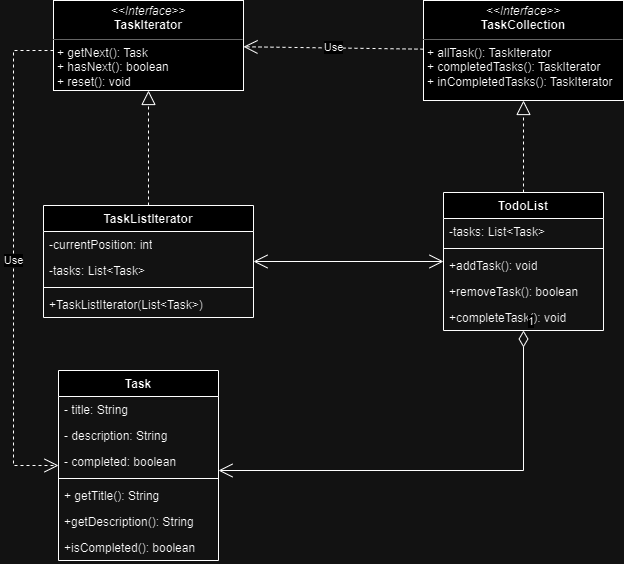 <<Interface>>
TaskIterator
+ getNext(): Task
+ hasNext(): boolean
+ reset(): void
<<Interface>>
TaskCollection
+ allTask(): TaskIterator
+ completedTasks(): TaskIterator
+ inCompletedTasks(): TaskIterator
Use
TaskListIterator
-currentPosition: int
-tasks: List<Task>
+TaskListIterator(List<Task>)
TodoList
-tasks: List<Task>
+addTask(): void
+removeTask(): boolean
+completeTask(): void
1
Use
Task
- title: String
- description: String
- completed: boolean
+ getTitle(): String
+getDescription(): String
+isCompleted(): boolean